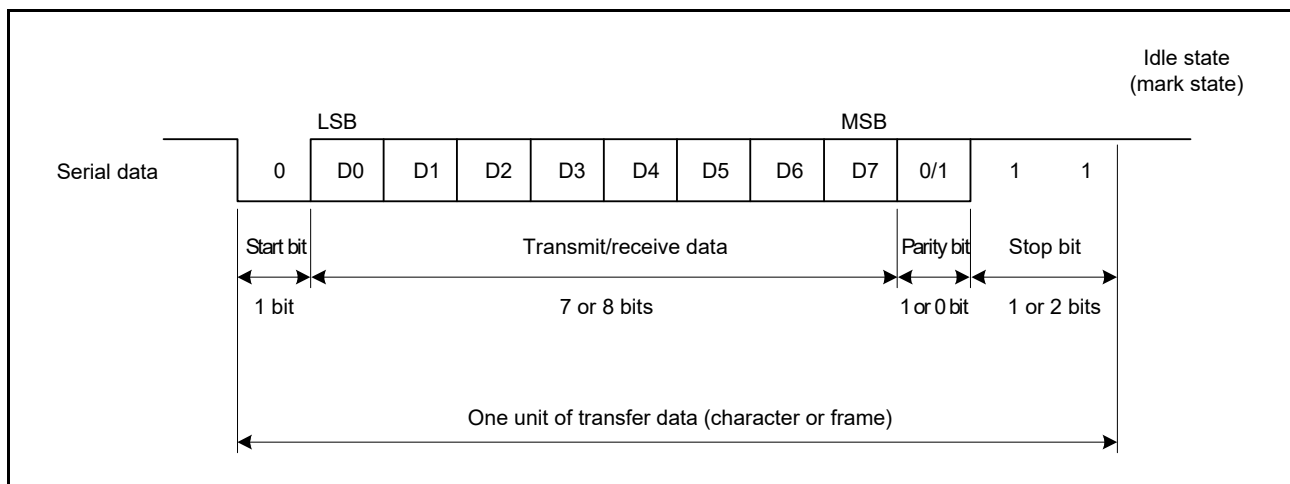 Idle state
(mark state)
LSB MSB
Serial data 0 D0 D1 D2 D3 D4 D5 D6 D7 0/1 1 1
Start bit Transmit/receive data Parity bit Stop bit
1 bit 7 or 8 bits 1 or 0 bit 1 or 2 bits
One unit of transfer data (character or frame)